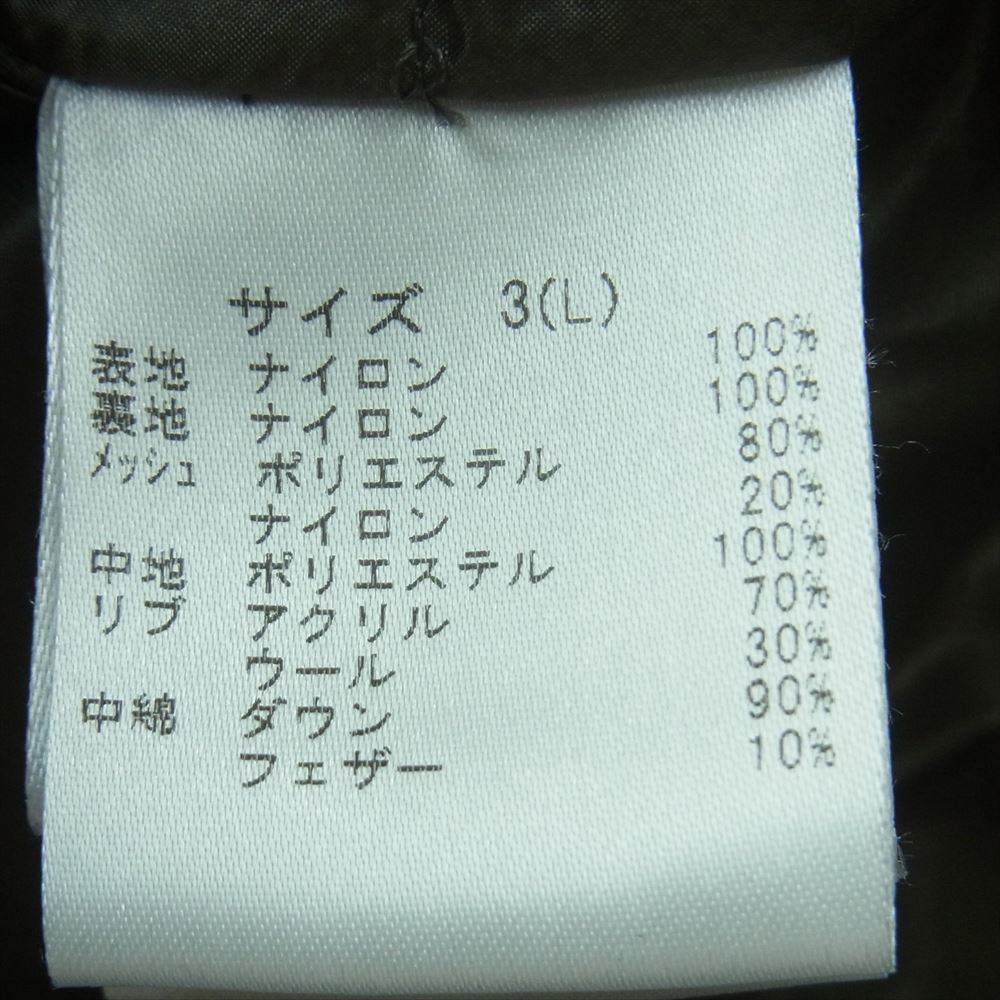 サイズ 3(L)
表地 ナイロン 100%
裏地 ナイロン 100%
メッシュ ポリエステル 80%
ナイロン 20%
中地 ポリエステル 100%
リブ アクリル 70%
ウール 30%
中綿 ダウン 90%
フェザー 10%